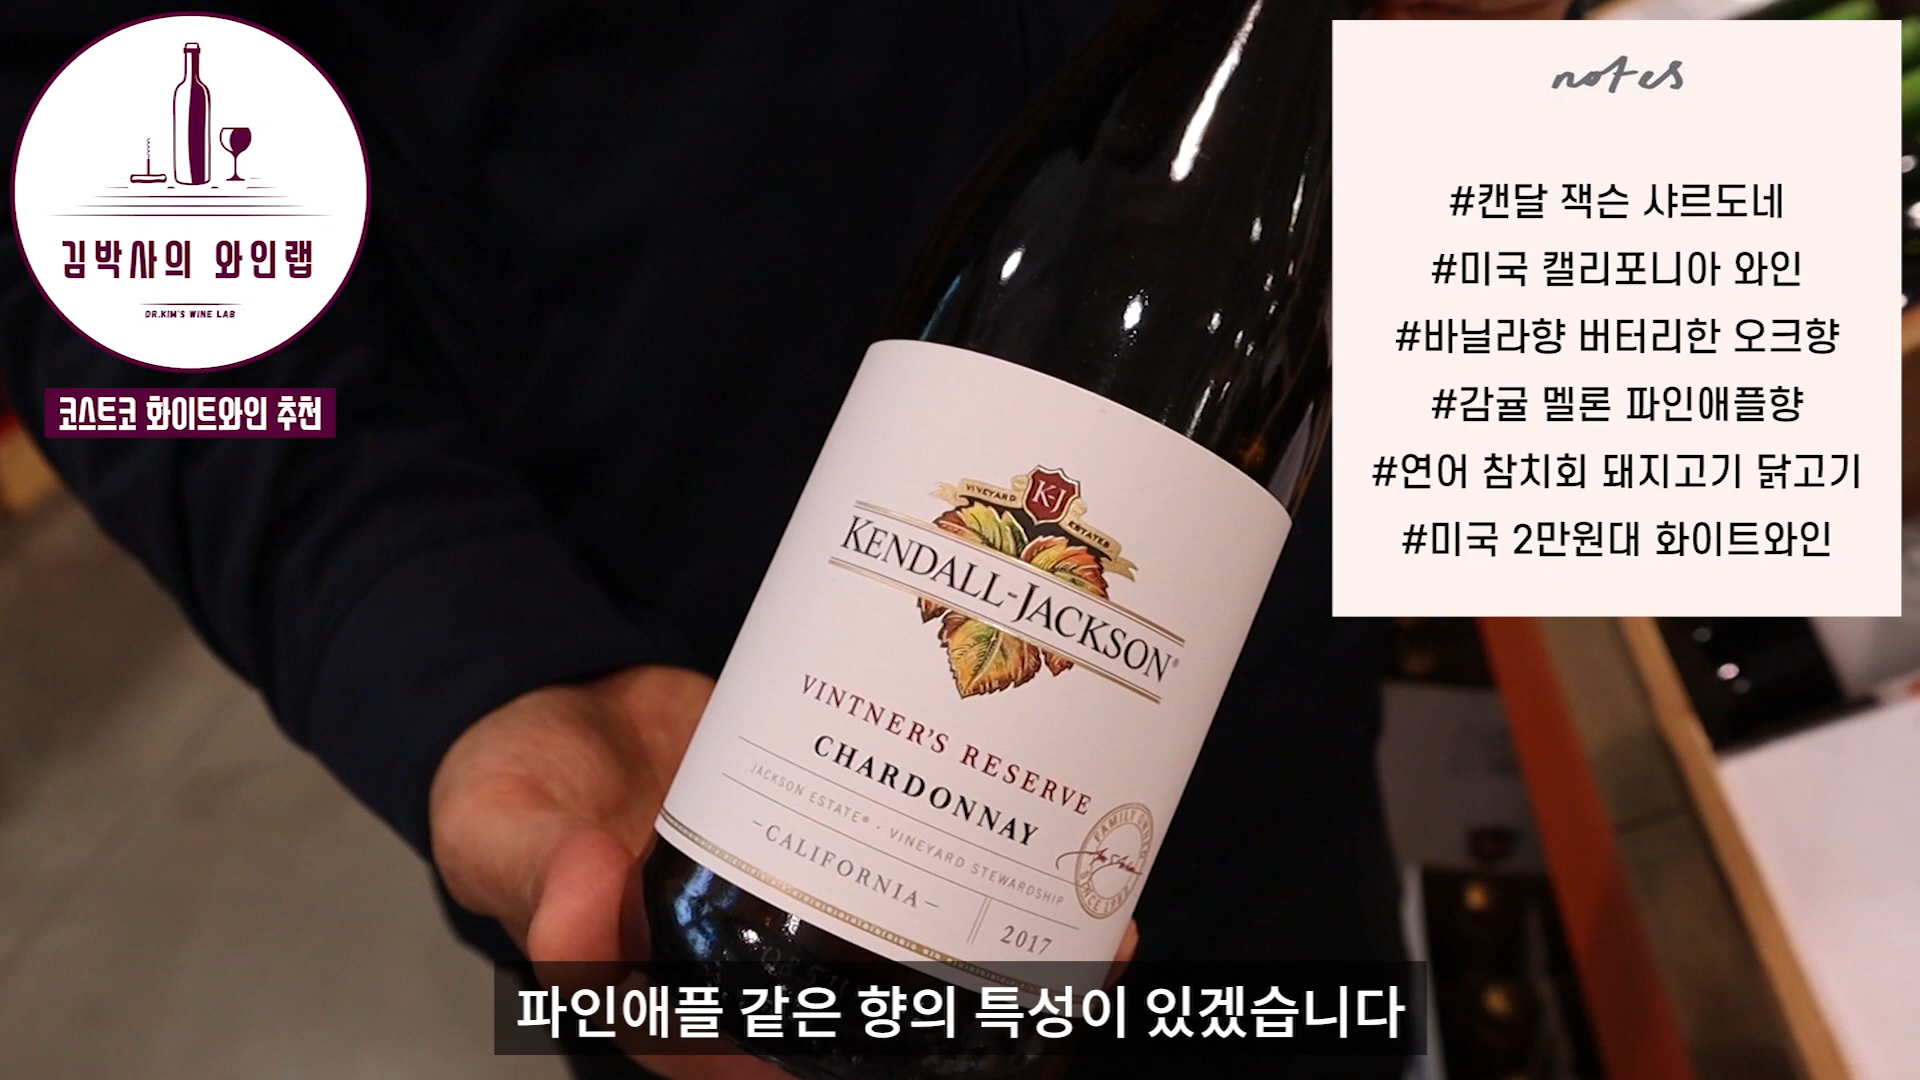 김박사의 와인랩
DR.KIM'S WINE LAB
코스트코 화이트와인 추천
notes
#캔달 잭슨 샤르도네
#미국 캘리포니아 와인
#바닐라향 버터리한 오크향
#감귤 멜론 파인애플향
#연어 참치회 돼지고기 닭고기
#미국 2만원대 화이트와인
VINEYARD K-J ESTATES
KENDALL-JACKSON®
VINTNER'S RESERVE
CHARDONNAY
JACKSON ESTATE® · VINEYARD STEWARDSHIP
-CALIFORNIA-
2017
FAMILY OWNED
파인애플 같은 향의 특성이 있겠습니다